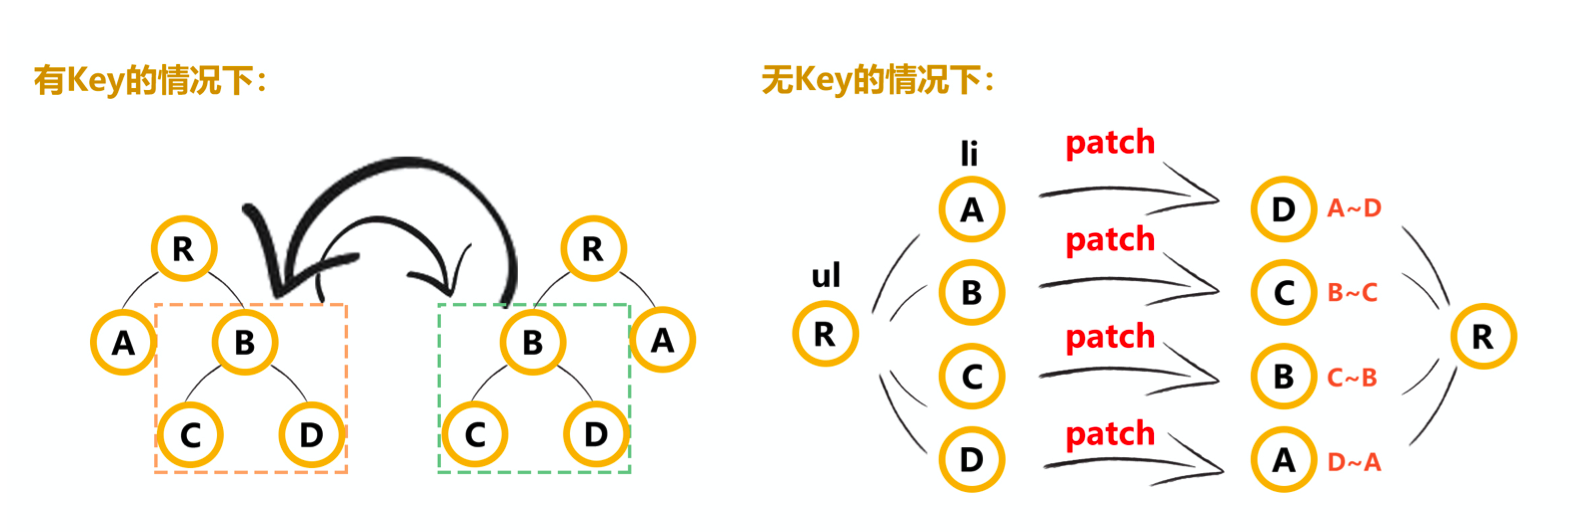 有Key的情况下：
R
R
A
B
B
A
C
D
C
D
无Key的情况下：
ul
R
li
A
patch
D
A~D
B
patch
C
B~C
C
patch
B
C~B
D
patch
A
D~A
R